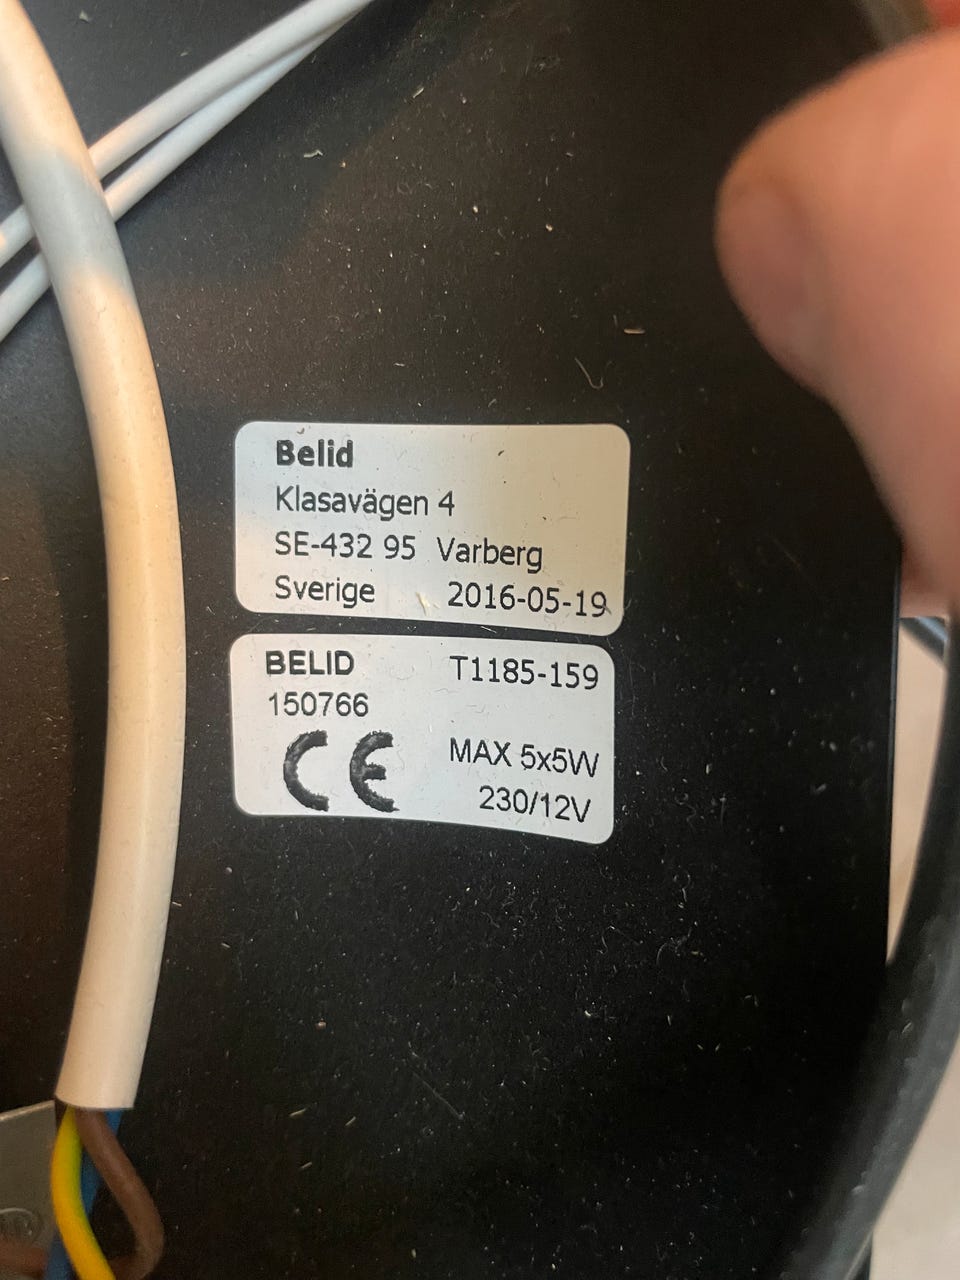 Belid
Klasavägen 4
SE-432 95 Varberg
Sverige 2016-05-19
BELID T1185-159
150766
CE MAX 5x5W
230/12V